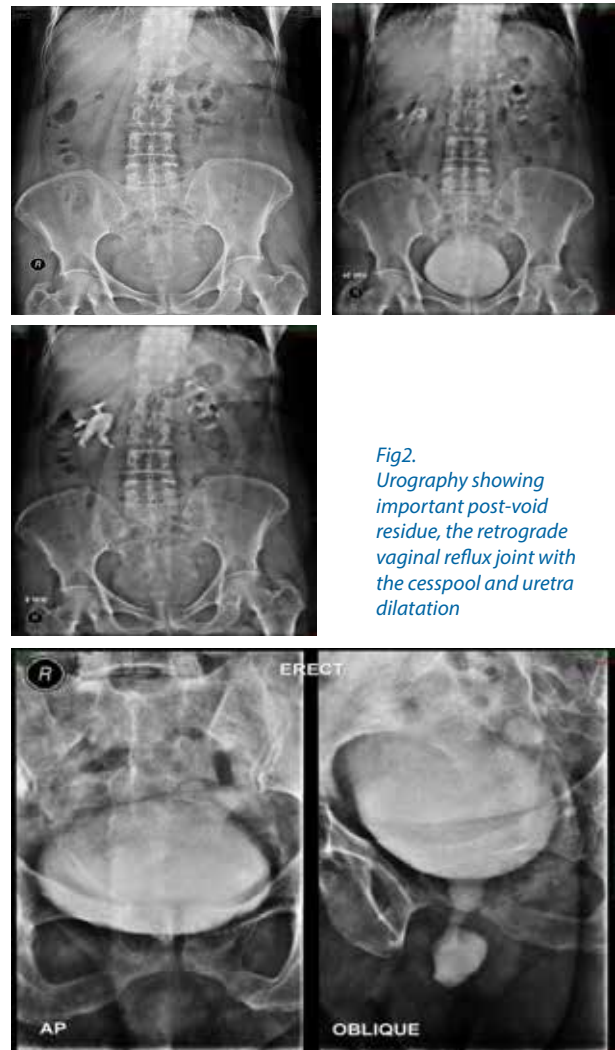 R
R
Fig2.
Urography showing
important post-void
residue, the retrograde
vaginal reflux joint with
the cesspool and uretra
dilatation
R
ERECT
AP
OBLIQUE